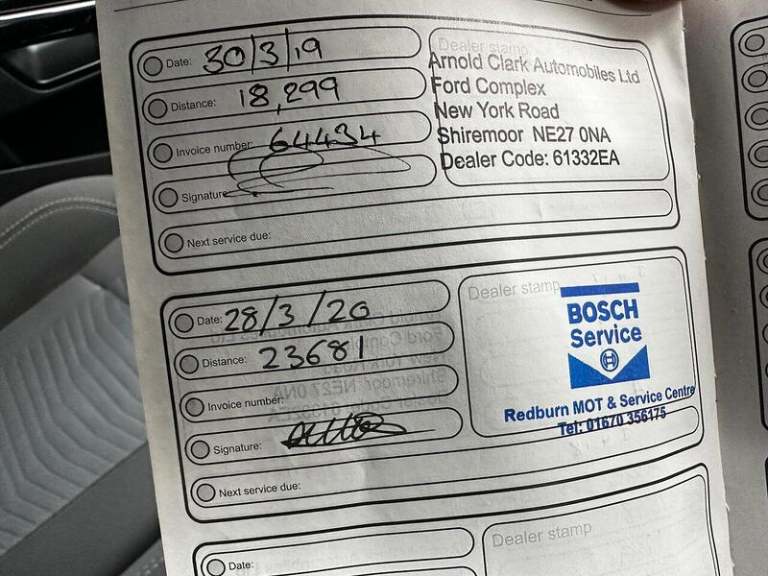 Date: 30/3/19
Distance: 18,299
Invoice number: 64434
Signature
Next service due:
Dealer stamp
Arnold Clark Automobiles Ltd
Ford Complex
New York Road
Shiremoor NE27 0NA
Dealer Code: 61332EA
Date: 28/3/20
Distance: 23681
Invoice number:
Signature:
Next service due:
Dealer stamp
BOSCH
Service
Redburn MOT & Service Centre
Tel: 01670 356175
Date:
Dealer stamp